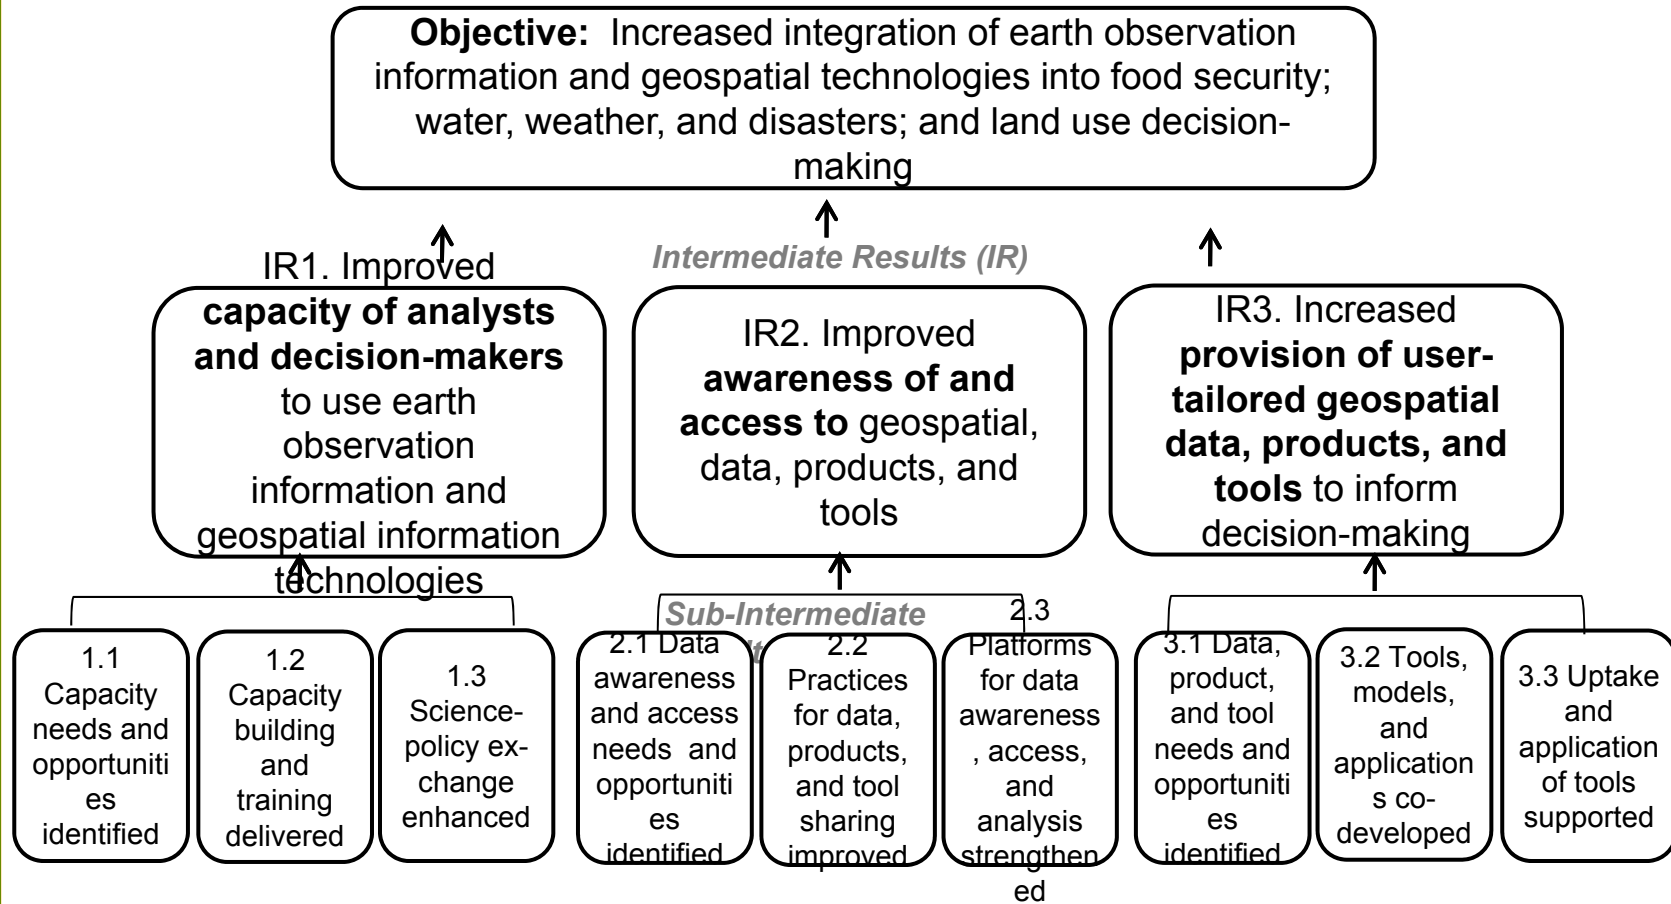 Objective: Increased integration of earth observation
information and geospatial technologies into food security;
water, weather, and disasters; and land use decision-
making
Intermediate Results (IR)
IR1. Improved
capacity of analysts
and decision-makers
to use earth
observation
information and
geospatial information
technologies
IR2. Improved
awareness of and
access to geospatial,
data, products, and
tools
IR3. Increased
provision of user-
tailored geospatial
data, products, and
tools to inform
decision-making
Sub-Intermediate
1.1
Capacity
needs and
opportuniti
es
identified
1.2
Capacity
building
and
training
delivered
1.3
Science-
policy ex-
change
enhanced
2.1 Data
awareness
and access
needs and
opportuniti
es
identified
2.2
Practices
for data,
products,
and tool
sharing
improved
2.3
Platforms
for data
awareness
, access,
and
analysis
strengthen
ed
3.1 Data,
product,
and tool
needs and
opportuniti
es
identified
3.2 Tools,
models,
and
application
s co-
developed
3.3 Uptake
and
application
of tools
supported